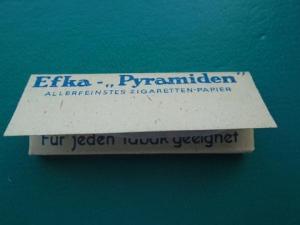 Efka - „Pyramiden"
ALLERFEINSTES ZIGARETTEN-PAPIER
Für jeden Tabak geeignet